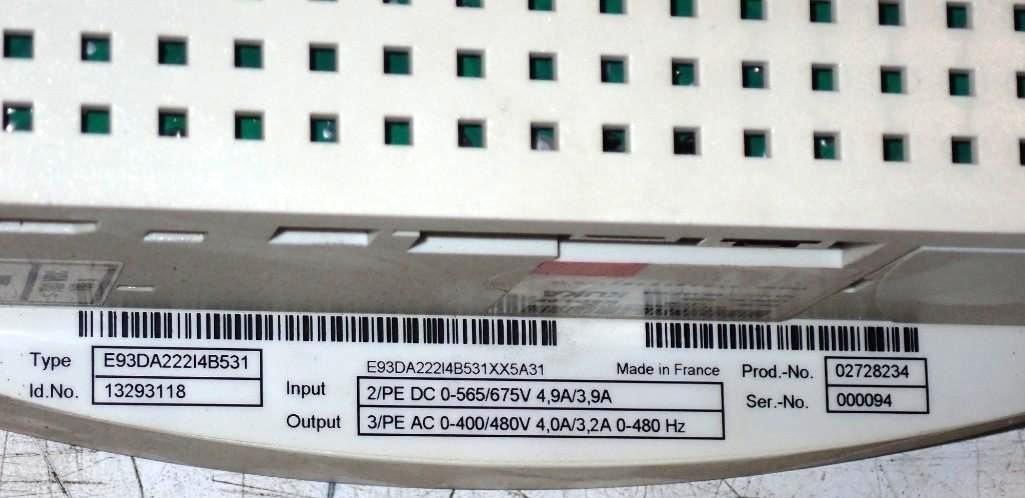 Type E93DA222I4B531
E93DA222I4B531XX5A31 Made in France
Prod.-No. 02728234
Id.No. 13293118
Input 2/PE DC 0-565/675V 4,9A/3,9A
Ser.-No. 000094
Output 3/PE AC 0-400/480V 4,0A/3,2A 0-480 Hz